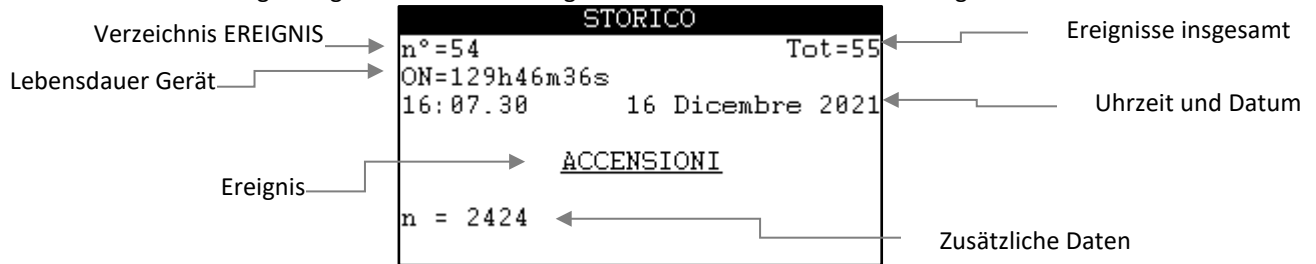 STORICO
Verzeichnis EREIGNIS
n°=54 Tot=55
Ereignisse insgesamt
Lebensdauer Gerät
ON=129h46m36s
16:07.30 16 Dicembre 2021
Uhrzeit und Datum
ACCENSIONI
Ereignis
n = 2424
Zusätzliche Daten